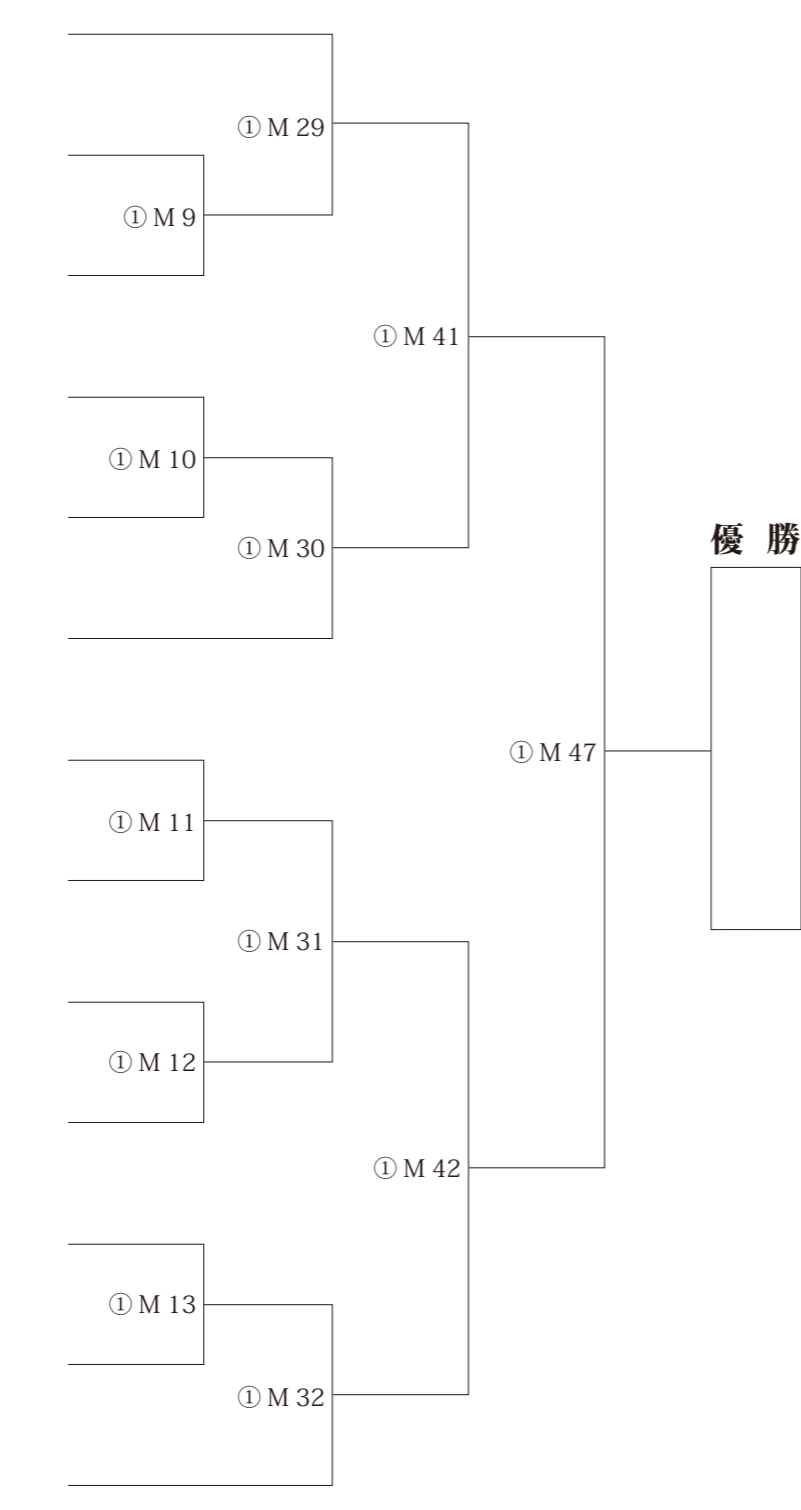 ① M 29
① M 9
① M 41
① M 10
優 勝
① M 30
① M 47
① M 11
① M 31
① M 12
① M 42
① M 13
① M 32